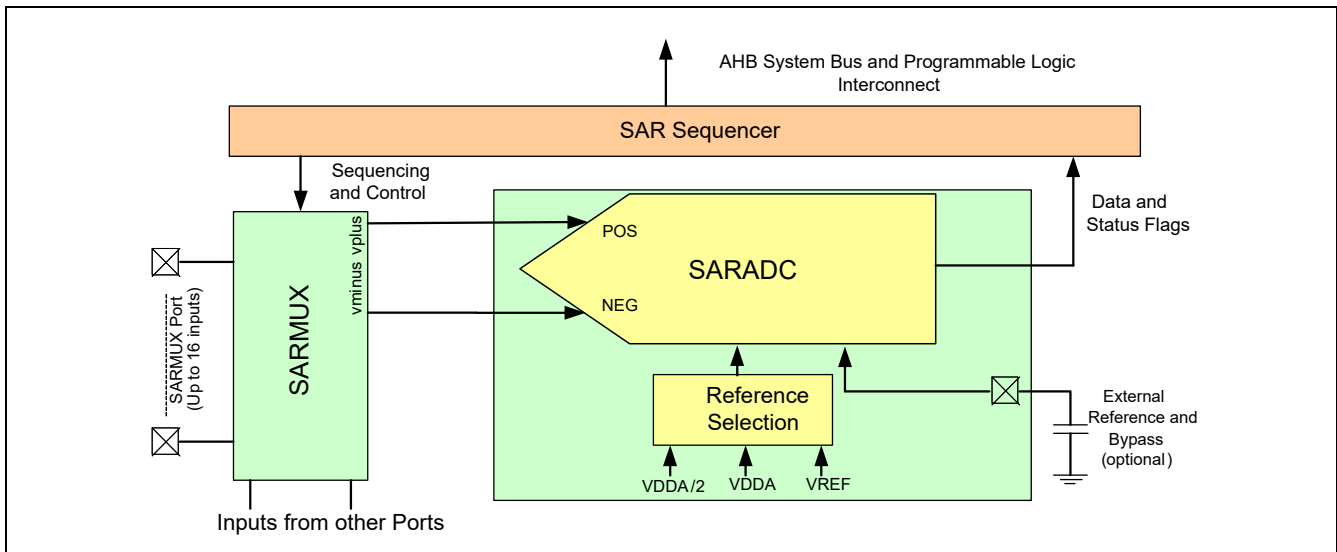 AHB System Bus and Programmable Logic
Interconnect
SAR Sequencer
Sequencing
and Control
vminus vplus
POS
NEG
SARADC
Data and
Status Flags
SARMUX Port
(Up to 16 inputs)
SARMUX
Reference
Selection
External
Reference and
Bypass
(optional)
VDDA/2
VDDA
VREF
Inputs from other Ports